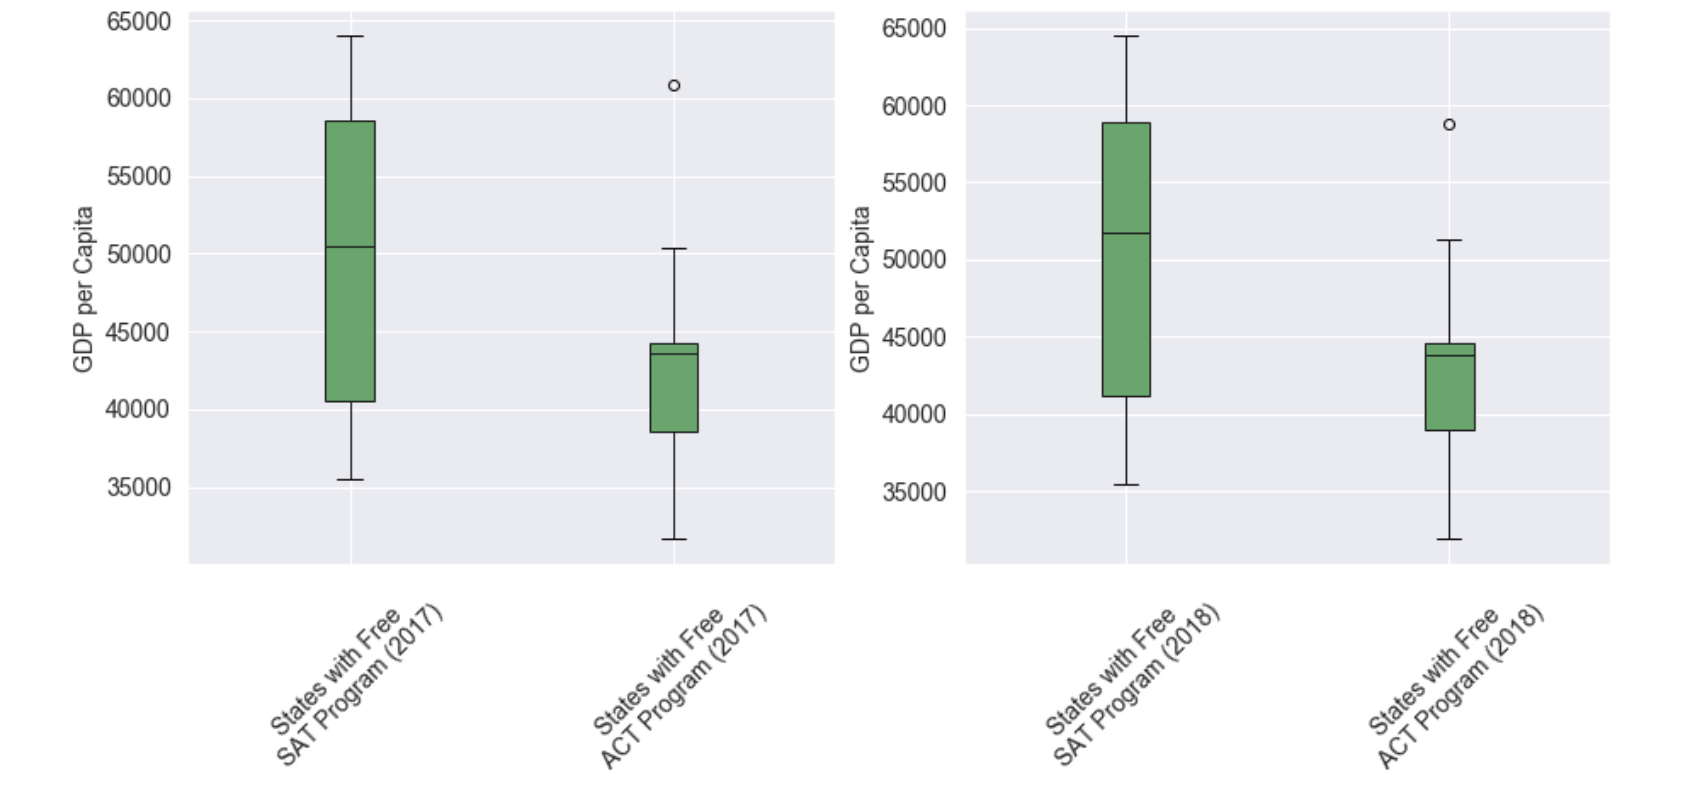 65000
60000
55000
50000
45000
40000
35000
GDP per Capita
States with Free
SAT Program (2017)
States with Free
ACT Program (2017)
65000
60000
55000
50000
45000
40000
35000
GDP per Capita
States with Free
SAT Program (2018)
States with Free
ACT Program (2018)